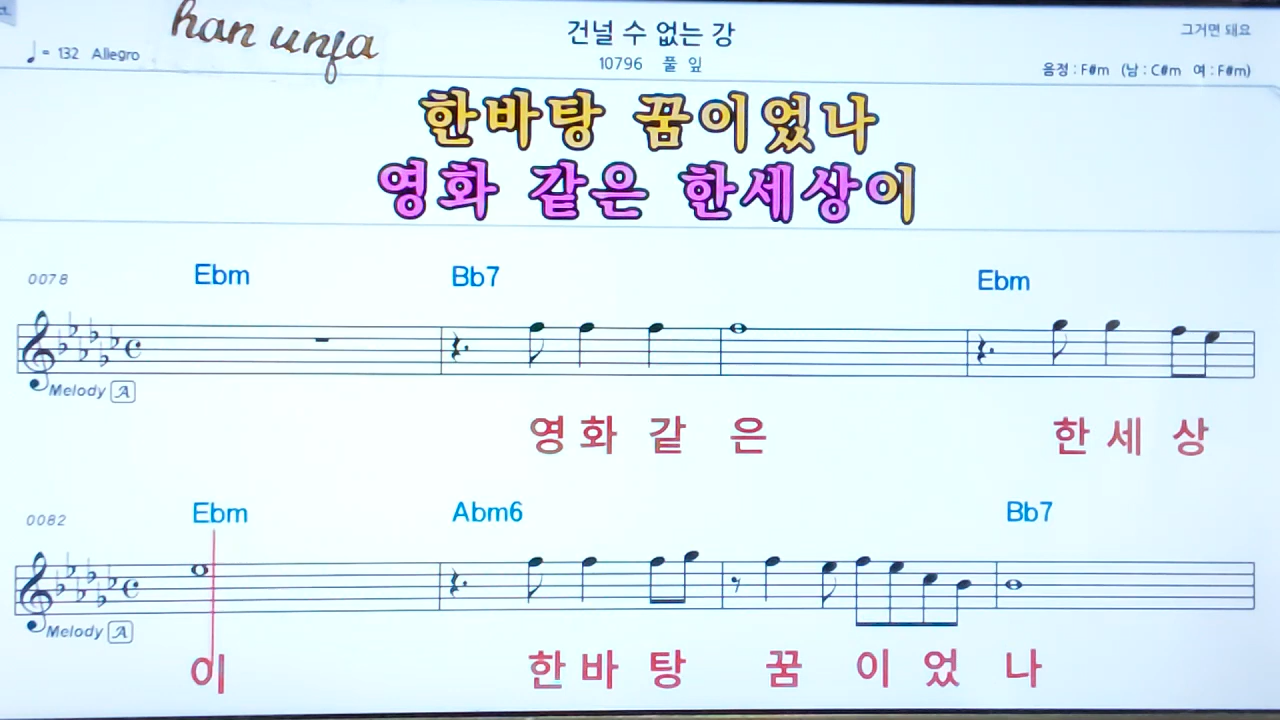 han unja
건널 수 없는 강
그거면 돼요
♩= 132 Allegro
10796 풀 잎
음정 : F#m (남 : C#m 여 : F#m)
한바탕 꿈이었나
영화 같은 한세상이
0078 Ebm Bb7 Ebm
Melody A
영 화 같 은 한 세 상
0082 Ebm Abm6 Bb7
Melody A
이 한 바 탕 꿈 이 었 나